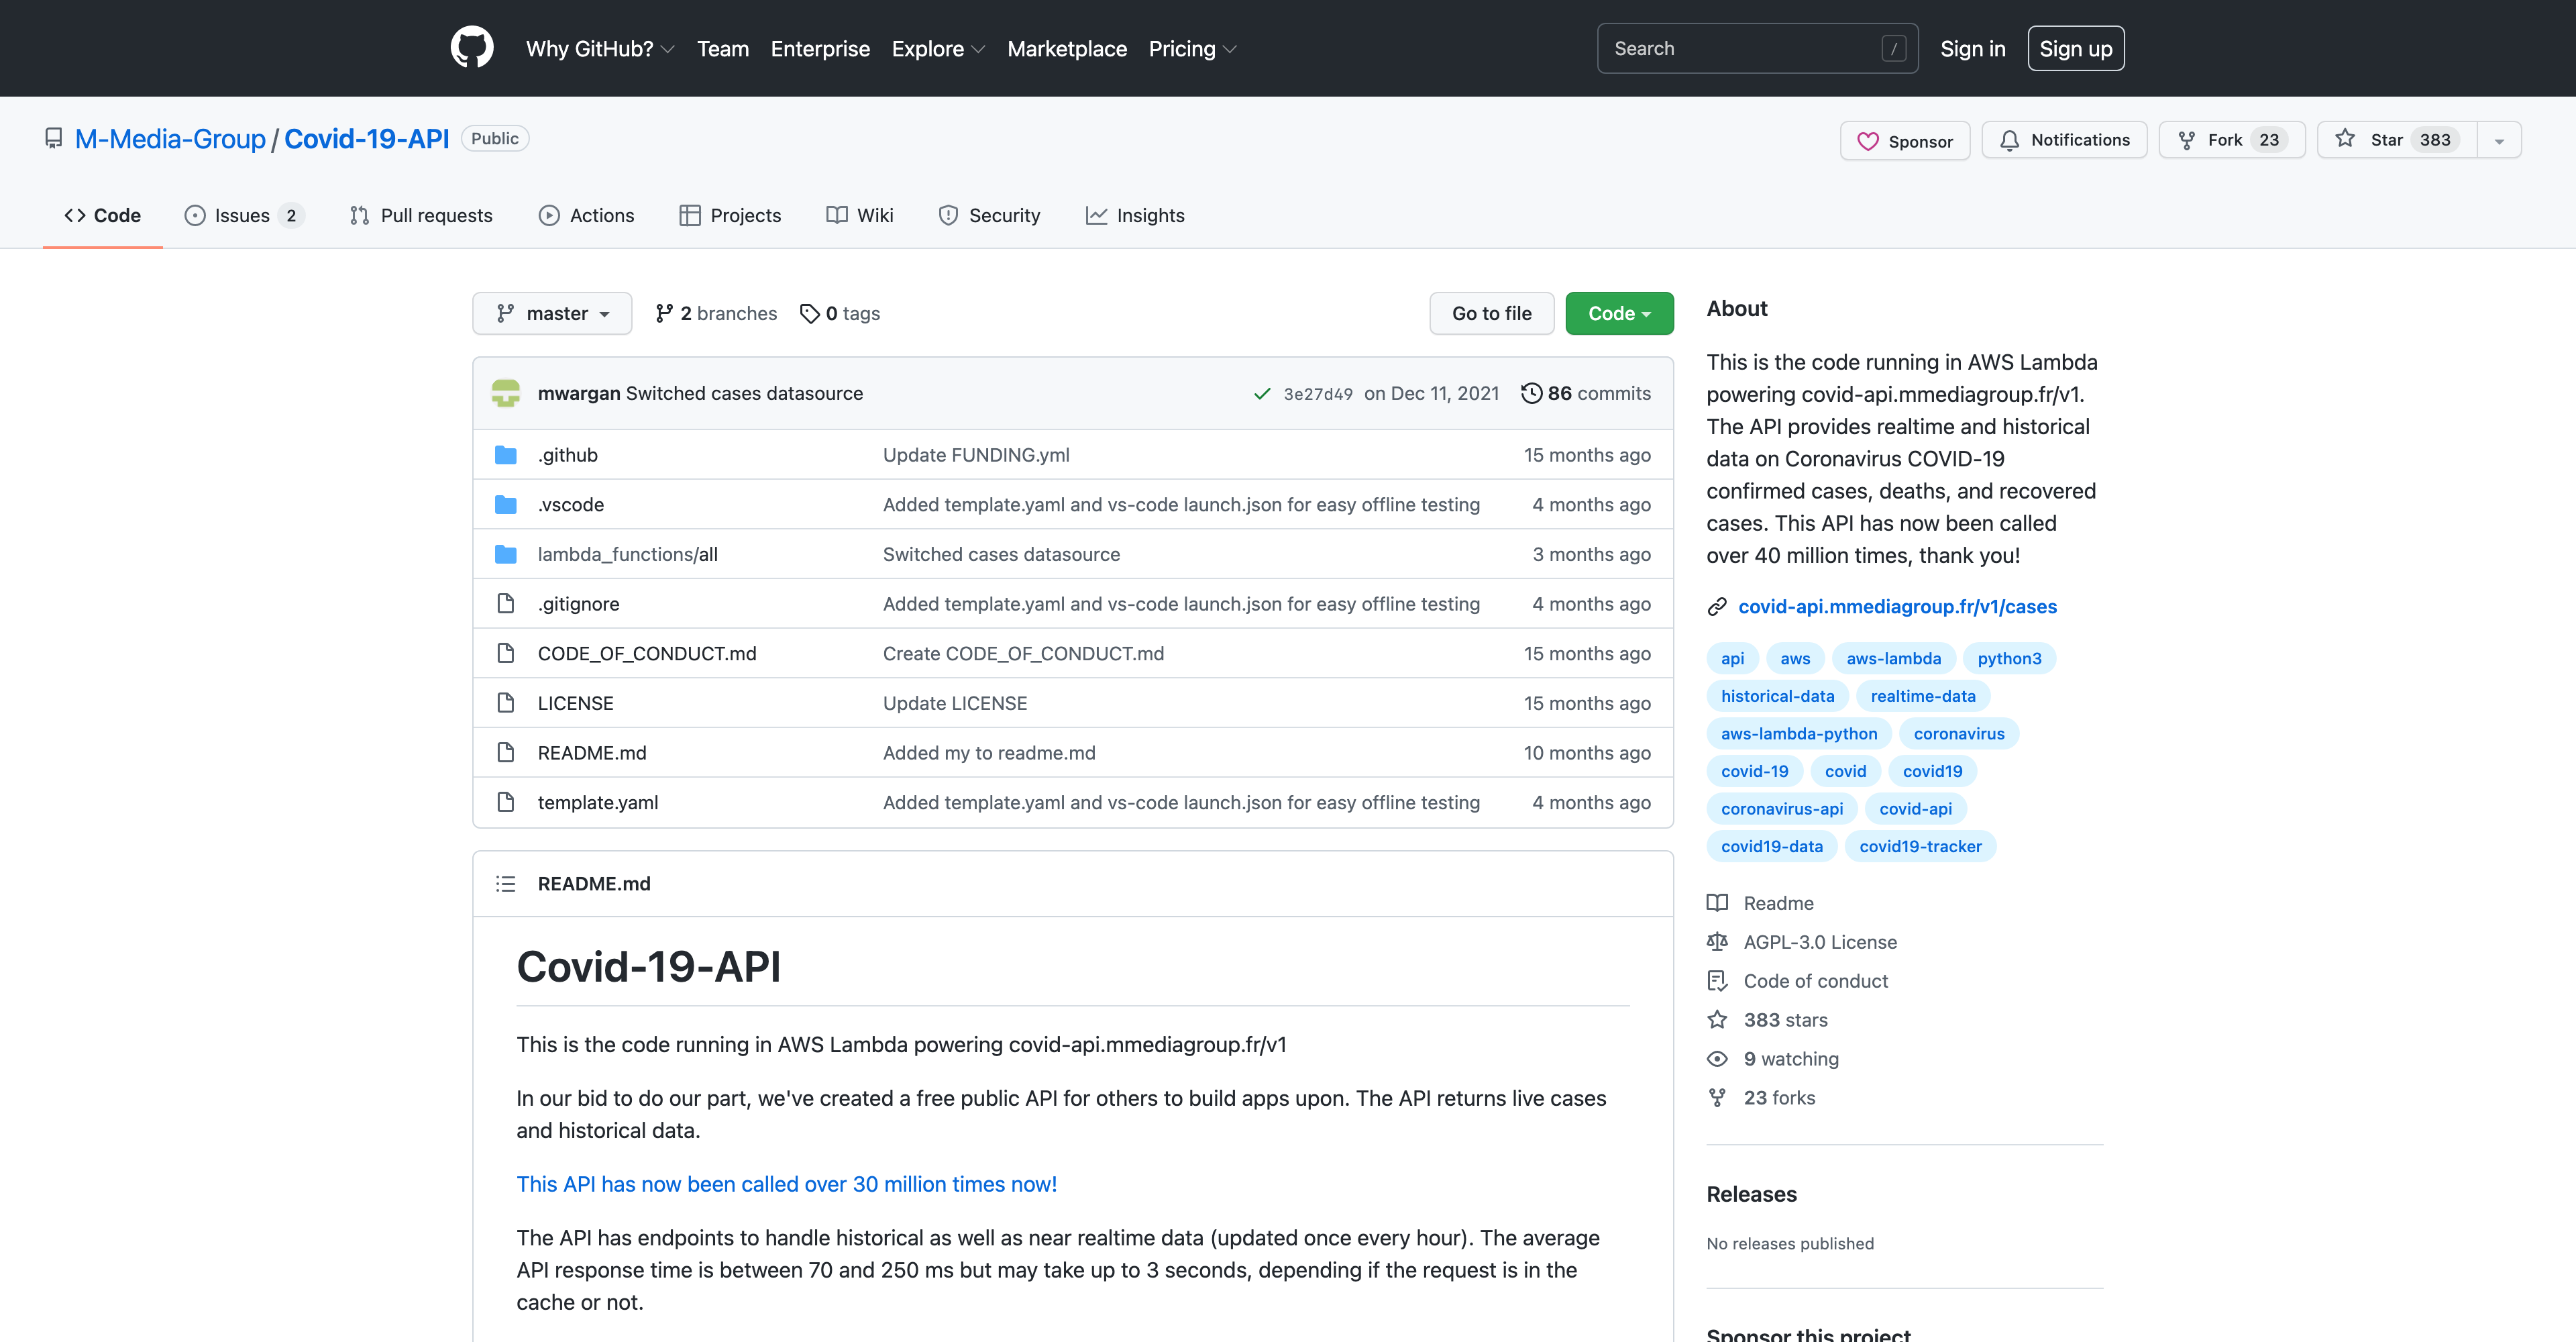 Why GitHub? Team Enterprise Explore Marketplace Pricing Search / Sign in Sign up
M-Media-Group / Covid-19-API Public Sponsor Notifications Fork 23 Star 383
Code Issues 2 Pull requests Actions Projects Wiki Security Insights
master 2 branches 0 tags Go to file Code
mwargan Switched cases datasource 3e27d49 on Dec 11, 2021 86 commits
.github Update FUNDING.yml 15 months ago
.vscode Added template.yaml and vs-code launch.json for easy offline testing 4 months ago
lambda_functions/all Switched cases datasource 3 months ago
.gitignore Added template.yaml and vs-code launch.json for easy offline testing 4 months ago
CODE_OF_CONDUCT.md Create CODE_OF_CONDUCT.md 15 months ago
LICENSE Update LICENSE 15 months ago
README.md Added my to readme.md 10 months ago
template.yaml Added template.yaml and vs-code launch.json for easy offline testing 4 months ago
README.md
Covid-19-API
This is the code running in AWS Lambda powering covid-api.mmediagroup.fr/v1
In our bid to do our part, we've created a free public API for others to build apps upon. The API returns live cases
and historical data.
This API has now been called over 30 million times now!
The API has endpoints to handle historical as well as near realtime data (updated once every hour). The average
API response time is between 70 and 250 ms but may take up to 3 seconds, depending if the request is in the
cache or not.
About
This is the code running in AWS Lambda
powering covid-api.mmediagroup.fr/v1.
The API provides realtime and historical
data on Coronavirus COVID-19
confirmed cases, deaths, and recovered
cases. This API has now been called
over 40 million times, thank you!
covid-api.mmediagroup.fr/v1/cases
api aws aws-lambda python3
historical-data realtime-data
aws-lambda-python coronavirus
covid-19 covid covid19
coronavirus-api covid-api
covid19-data covid19-tracker
Readme
AGPL-3.0 License
Code of conduct
383 stars
9 watching
23 forks
Releases
No releases published
Sponsor this project